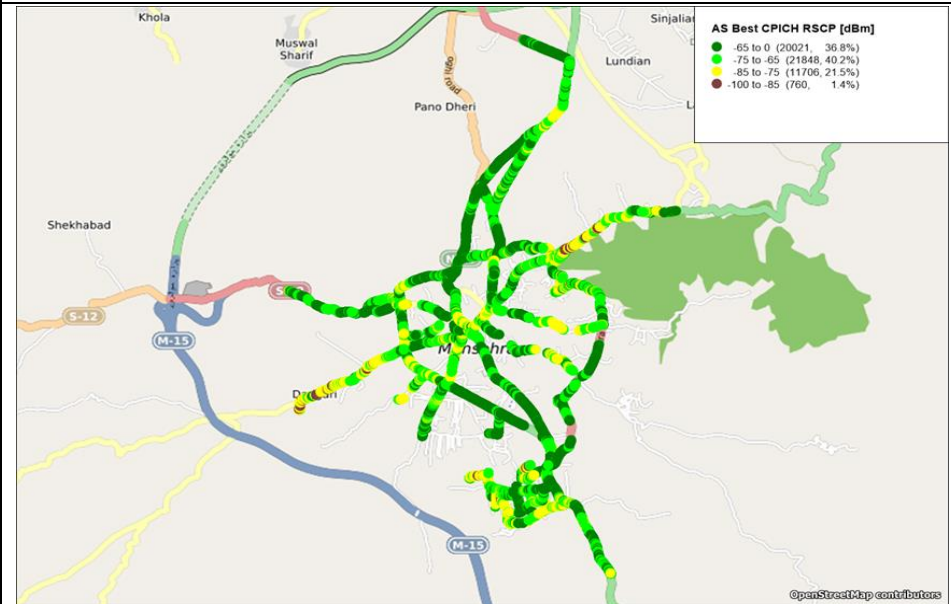 Khola
Sinjalian
AS Best CPICH RSCP [dBm]
-65 to 0 (20021, 36.8%)
-75 to -65 (21848, 40.2%)
-85 to -75 (11706, 21.5%)
-100 to -85 (760, 1.4%)
Muswal
Sharif
Lundian
Pano Dheri
Shekhabad
S-12
M-15
M-15
OpenStreetMap contributors